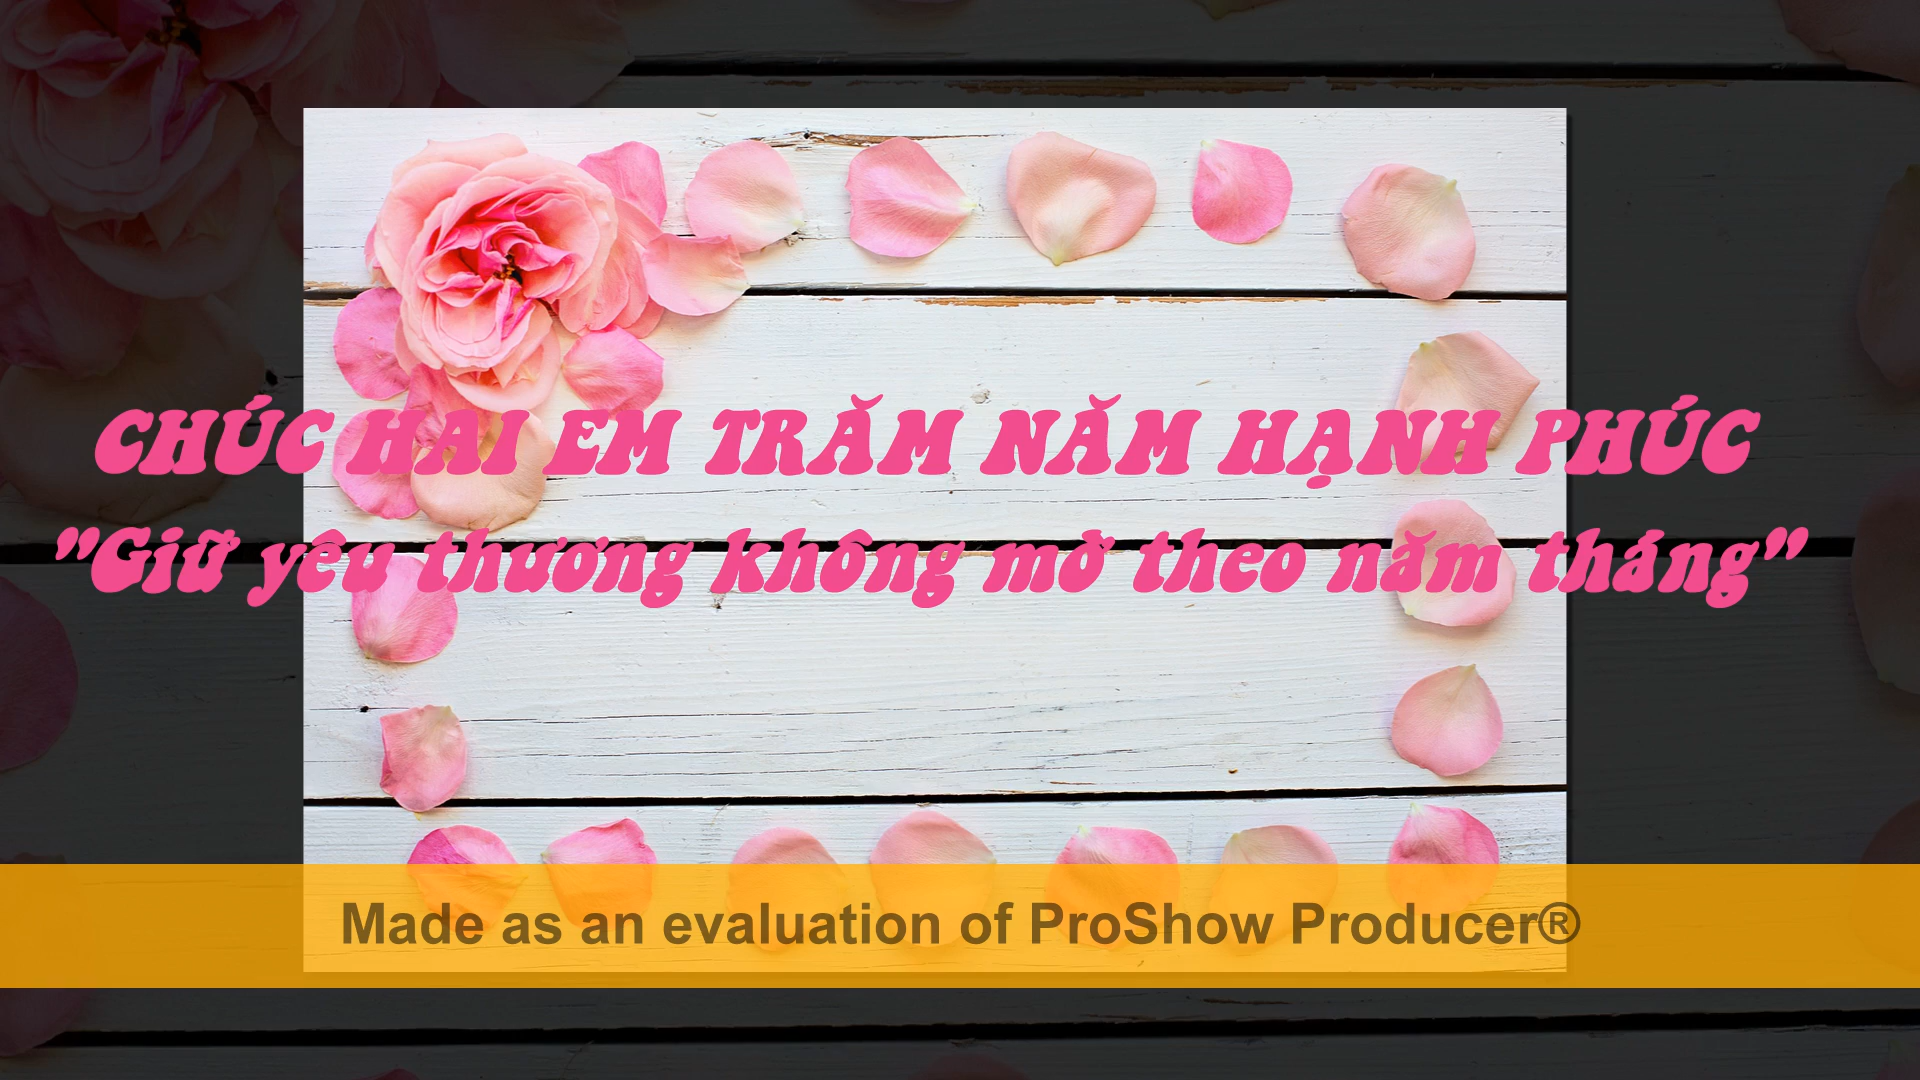 CHÚC HAI EM TRĂM NĂM HẠNH PHÚC
"Giữ yêu thương không mờ theo năm tháng"
Made as an evaluation of ProShow Producer®